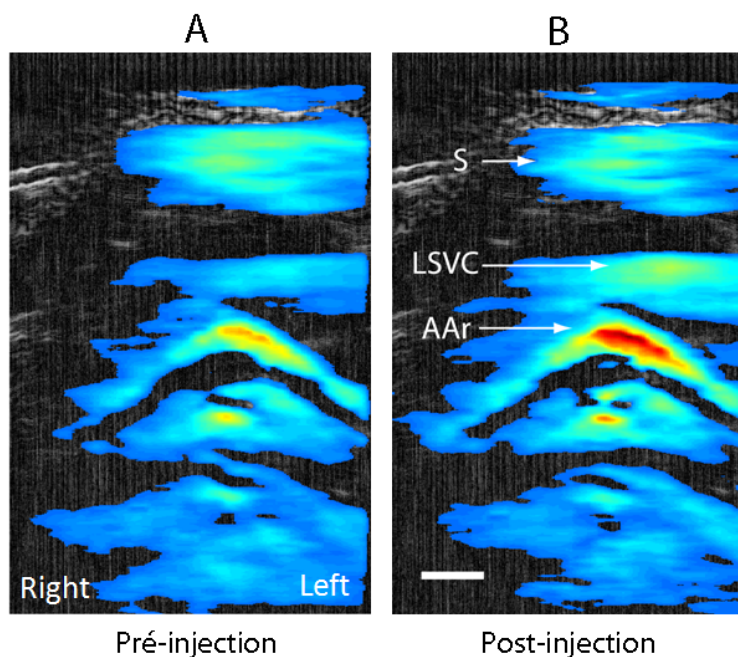 A
B
S
LSVC
AAr
Right
Left
Pré-injection
Post-injection